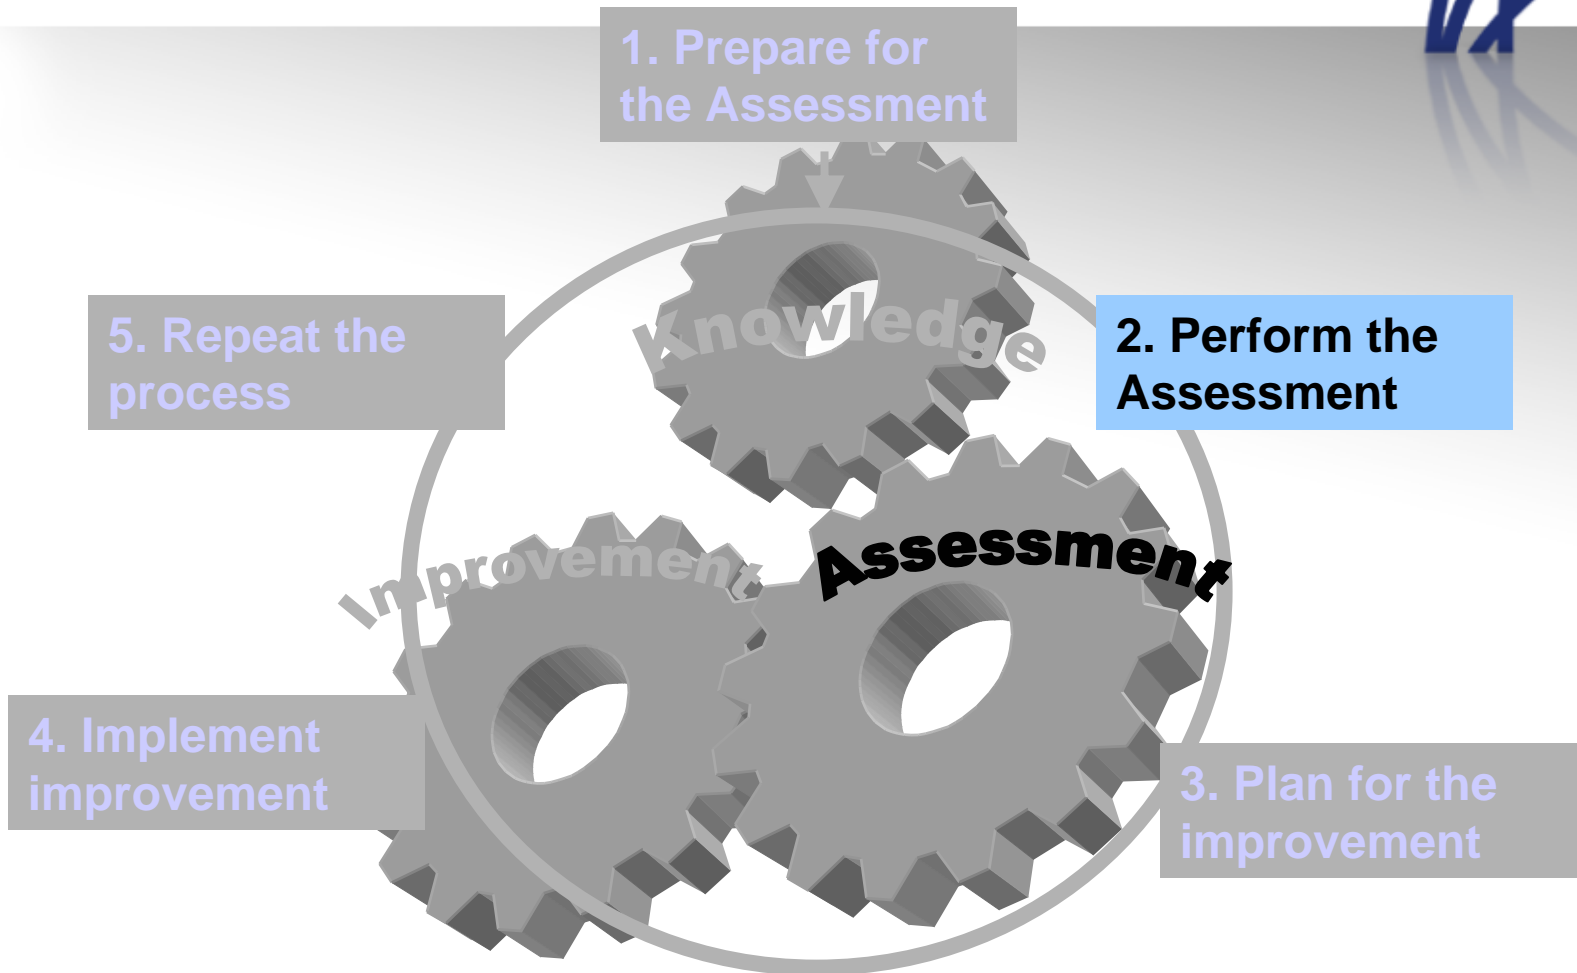 1. Prepare for
the Assessment
Knowledge
5. Repeat the
process
2. Perform the
Assessment
Assessment
Improvement
4. Implement
improvement
3. Plan for the
improvement